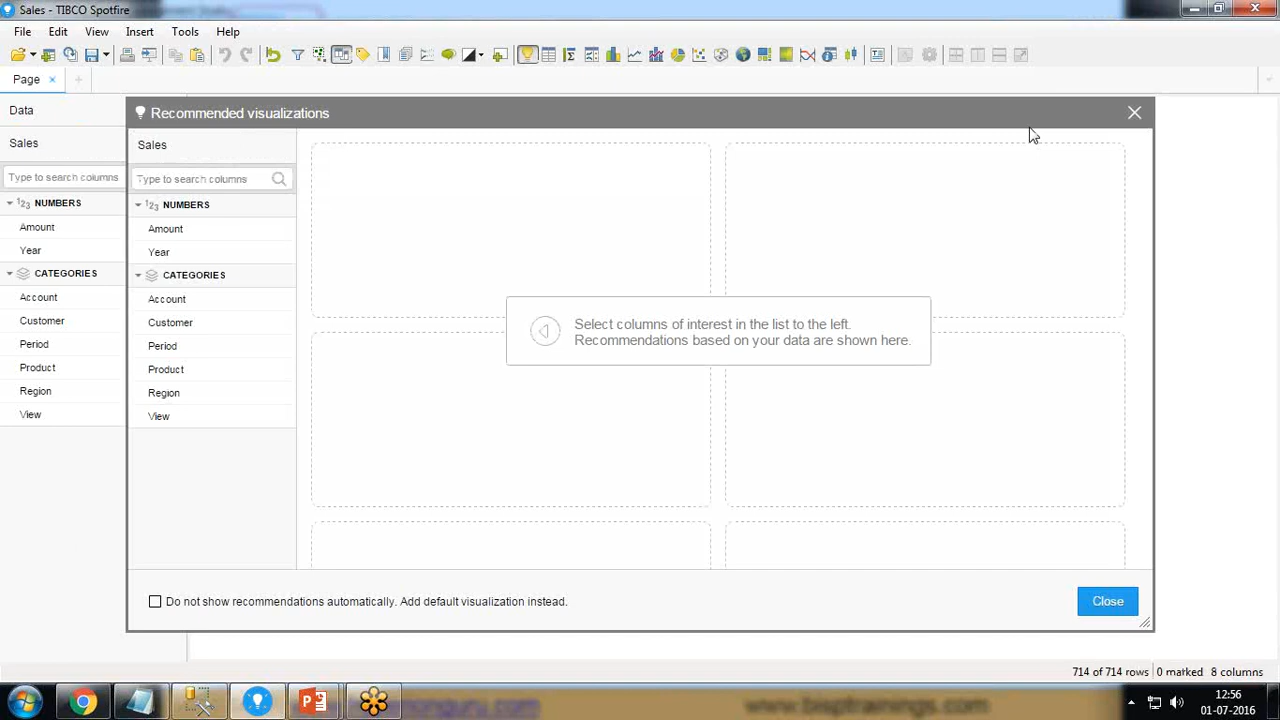 Sales - TIBCO Spotfire
File Edit View Insert Tools Help
Page
Data
Sales
Type to search columns
NUMBERS
Amount
Year
CATEGORIES
Account
Customer
Period
Product
Region
View
Recommended visualizations
Sales
Type to search columns
NUMBERS
Amount
Year
CATEGORIES
Account
Customer
Period
Product
Region
View
Select columns of interest in the list to the left.
Recommendations based on your data are shown here.
Do not show recommendations automatically. Add default visualization instead.
Close
714 of 714 rows 0 marked 8 columns
www.bisptrainings.com
12:56
01-07-2016